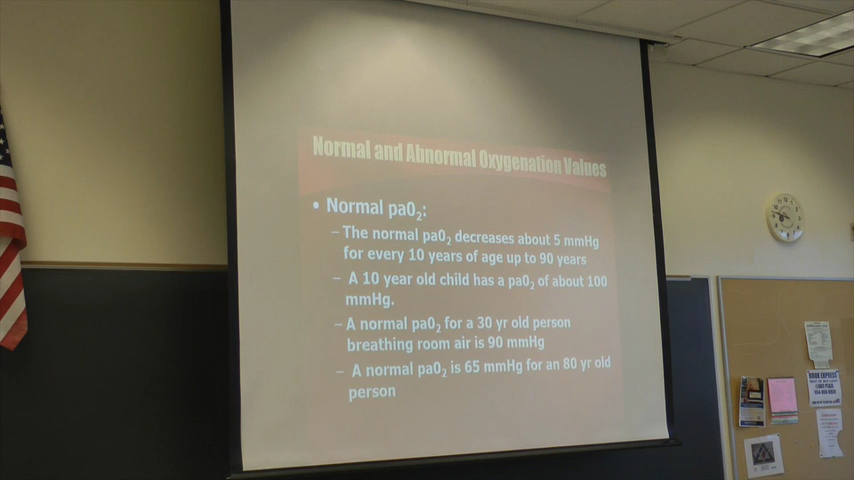 Normal and Abnormal Oxygenation Values
• Normal pa0₂:
– The normal pa0₂ decreases about 5 mmHg
for every 10 years of age up to 90 years
– A 10 year old child has a pa0₂ of about 100
mmHg.
– A normal pa0₂ for a 30 yr old person
breathing room air is 90 mmHg
– A normal pa0₂ is 65 mmHg for an 80 yr old
person